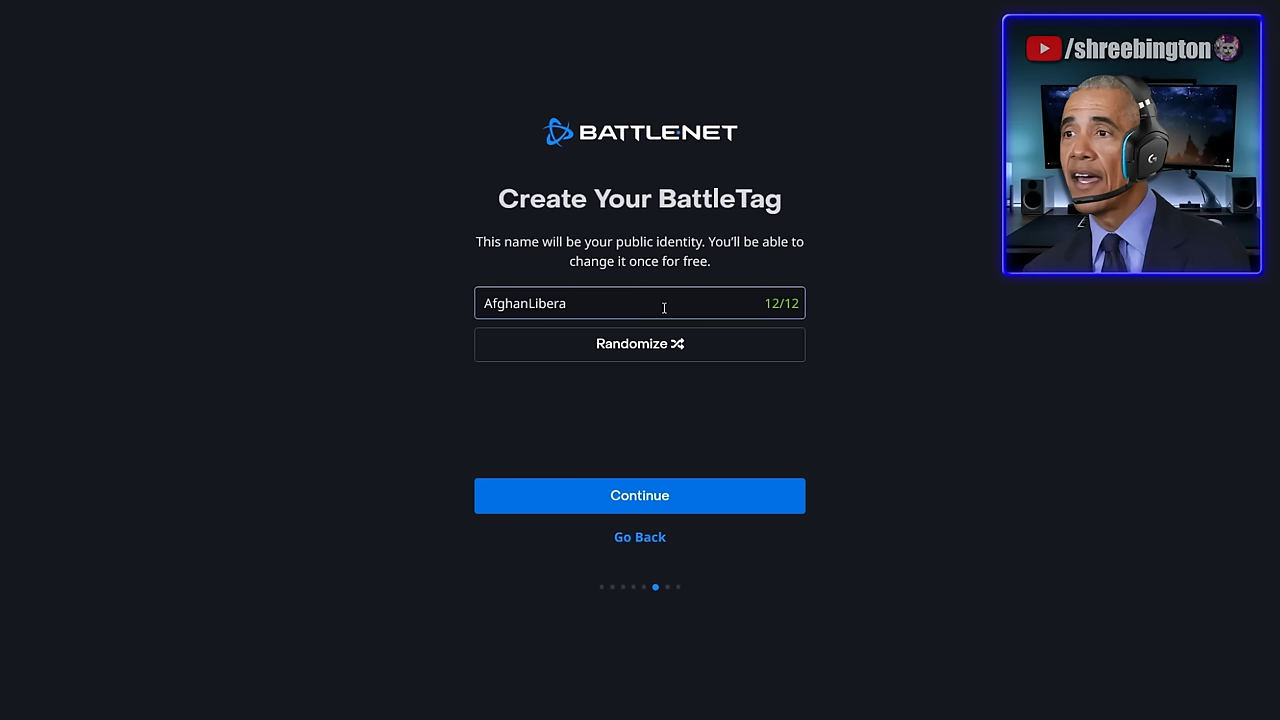 /shreebington
BATTLE.NET
Create Your BattleTag
This name will be your public identity. You'll be able to
change it once for free.
AfghanLibera 12/12
Randomize
Continue
Go Back